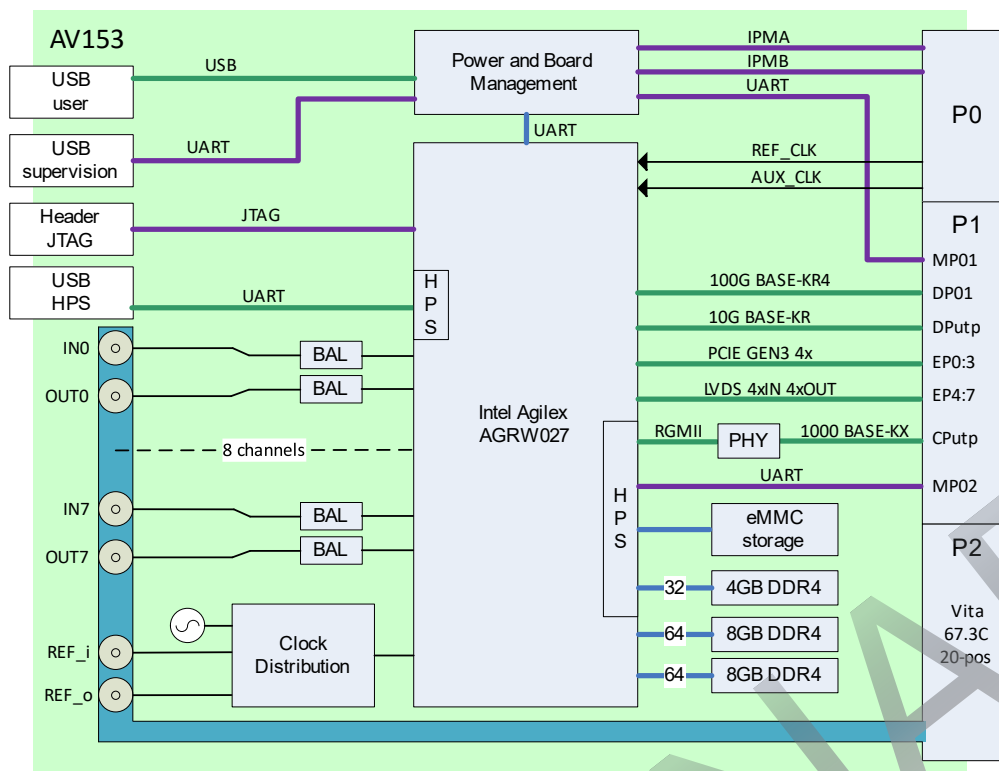 AV153
USB
user
USB
supervision
Header
JTAG
USB
HPS
USB
UART
JTAG
UART
Power and Board
Management
UART
IPMA
IPMB
UART
REF_CLK
AUX_CLK
P0
P1
MP01
DP01
DPutp
EP0:3
EP4:7
CPutp
MP02
100G BASE-KR4
10G BASE-KR
PCIE GEN3 4x
LVDS 4xIN 4xOUT
RGMII
PHY
1000 BASE-KX
UART
H
P
S
IN0
BAL
OUT0
BAL
8 channels
IN7
BAL
OUT7
BAL
Intel Agilex
AGRW027
H
P
S
eMMC
storage
32
4GB DDR4
64
8GB DDR4
64
8GB DDR4
P2
Vita
67.3C
20-pos
Clock
Distribution
REF_i
REF_o